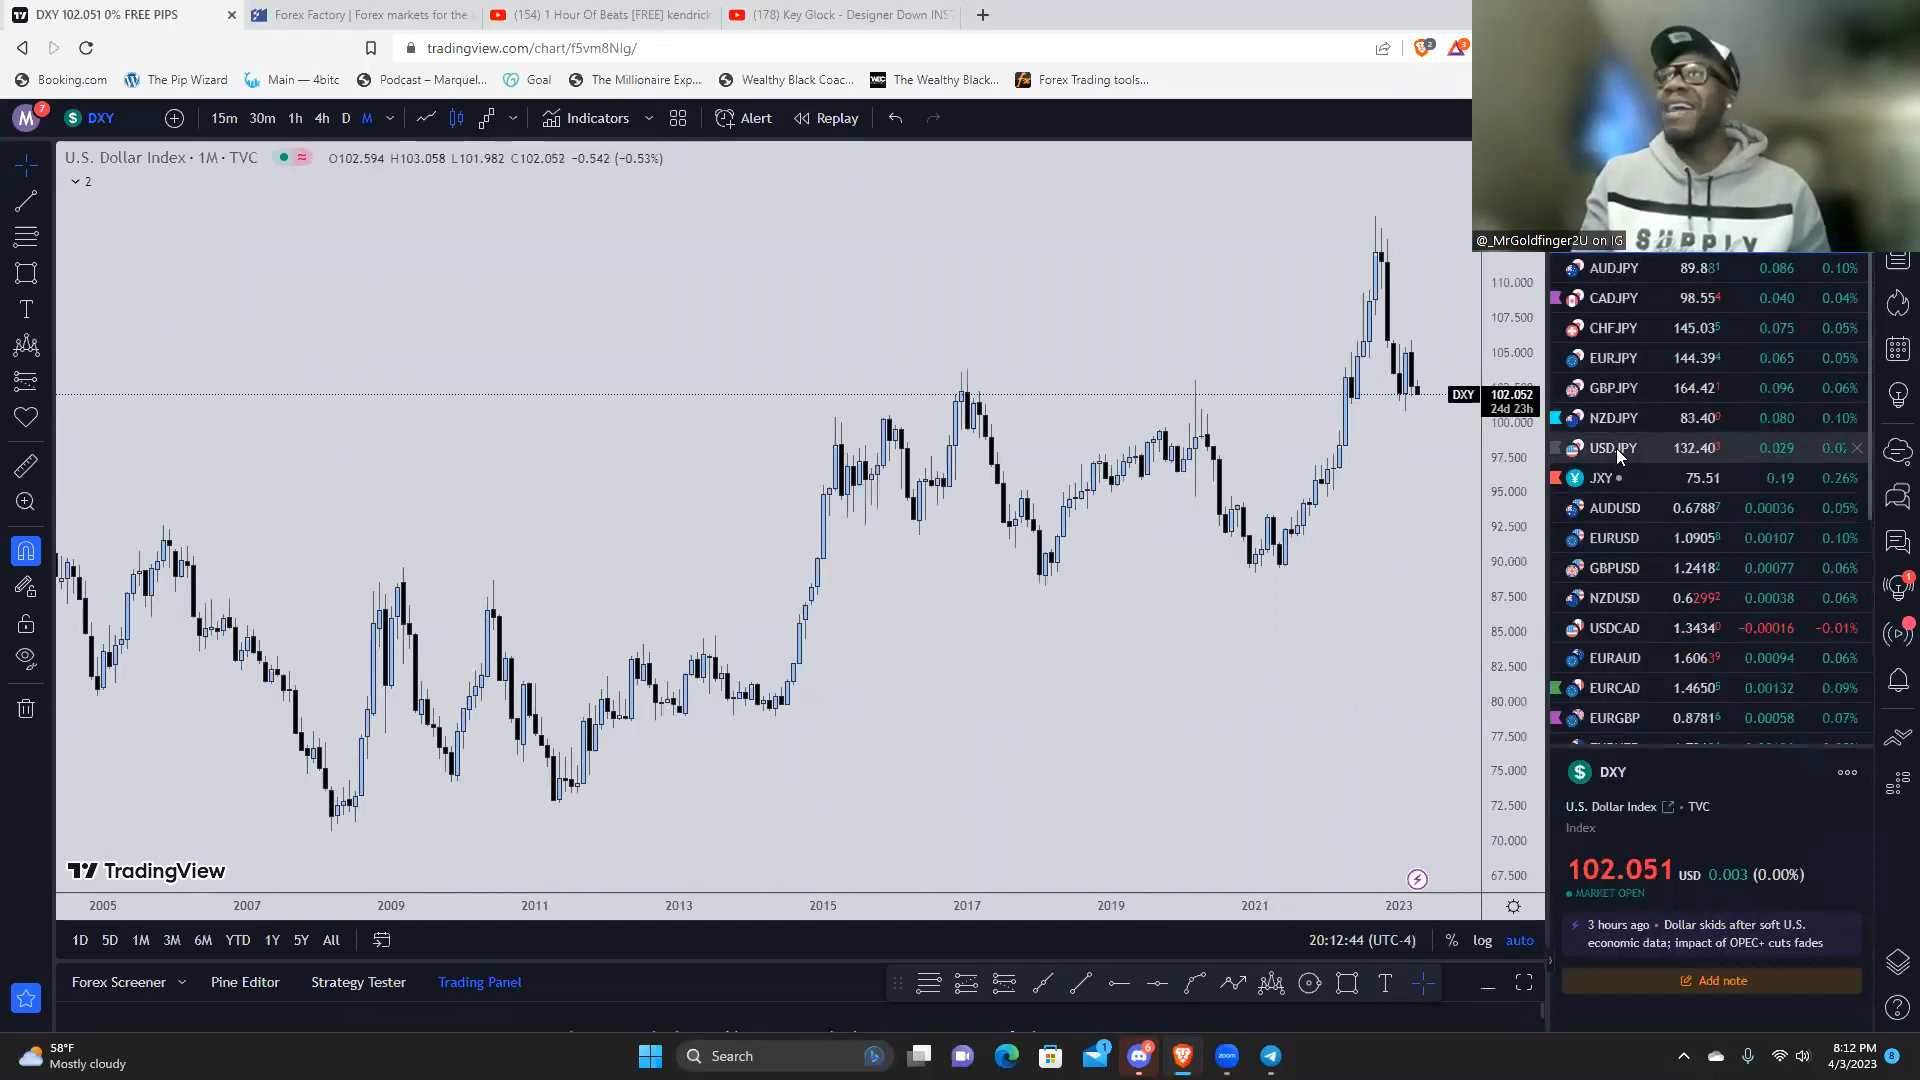 DXY 102.051 0% FREE PIPS
Forex Factory | Forex markets for the s
(154) 1 Hour Of Beats [FREE] kendrick
(178) Key Glock - Designer Down INST
tradingview.com/chart/f5vm8NIg/
2
3
Booking.com
The Pip Wizard
Main — 4bitc
Podcast – Marquel...
Goal
The Millionaire Exp...
Wealthy Black Coac...
WBC
The Wealthy Black...
Forex Trading tools...
M
7
DXY
15m 30m 1h 4h D M
Indicators
Alert
Replay
U.S. Dollar Index · 1M · TVC
O102.594 H103.058 L101.982 C102.052 −0.542 (−0.53%)
2
@_MrGoldfinger2U on IG
SUPPLY
AUDJPY 89.881 0.086 0.10%
CADJPY 98.554 0.040 0.04%
CHFJPY 145.035 0.075 0.05%
EURJPY 144.394 0.065 0.05%
GBPJPY 164.421 0.096 0.06%
NZDJPY 83.400 0.080 0.10%
USDJPY 132.403 0.029 0.02
JXY 75.51 0.19 0.26%
AUDUSD 0.67887 0.00036 0.05%
EURUSD 1.09058 0.00107 0.10%
GBPUSD 1.24182 0.00077 0.06%
NZDUSD 0.62992 0.00038 0.06%
USDCAD 1.34340 −0.00016 −0.01%
EURAUD 1.60639 0.00094 0.06%
EURCAD 1.46505 0.00132 0.09%
EURGBP 0.87816 0.00058 0.07%
110.000
107.500
105.000
DXY 102.052
24d 23h
100.000
97.500
95.000
92.500
90.000
87.500
85.000
82.500
80.000
77.500
75.000
72.500
70.000
67.500
DXY
U.S. Dollar Index • TVC
Index
102.051 USD 0.003 (0.00%)
MARKET OPEN
3 hours ago • Dollar skids after soft U.S.
economic data; impact of OPEC+ cuts fades
Add note
1
TradingView
2005 2007 2009 2011 2013 2015 2017 2019 2021 2023
1D 5D 1M 3M 6M YTD 1Y 5Y All
20:12:44 (UTC-4)
% log auto
Forex Screener
Pine Editor
Strategy Tester
Trading Panel
58°F
Mostly cloudy
Search
1
6
zoom
8:12 PM
4/3/2023
8